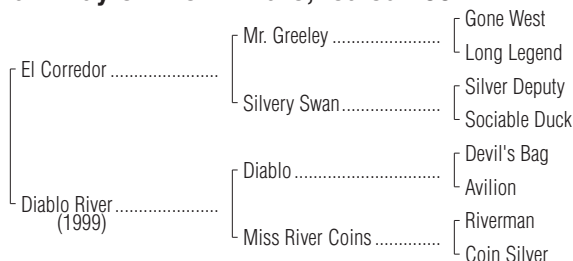 Gone West
Mr. Greeley ....................
Long Legend
El Corredor ....................
Silver Deputy
Silvery Swan ....................
Sociable Duck
Devil's Bag
Diablo ....................
Avilion
Diablo River ....................
(1999)
Riverman
Miss River Coins ....................
Coin Silver